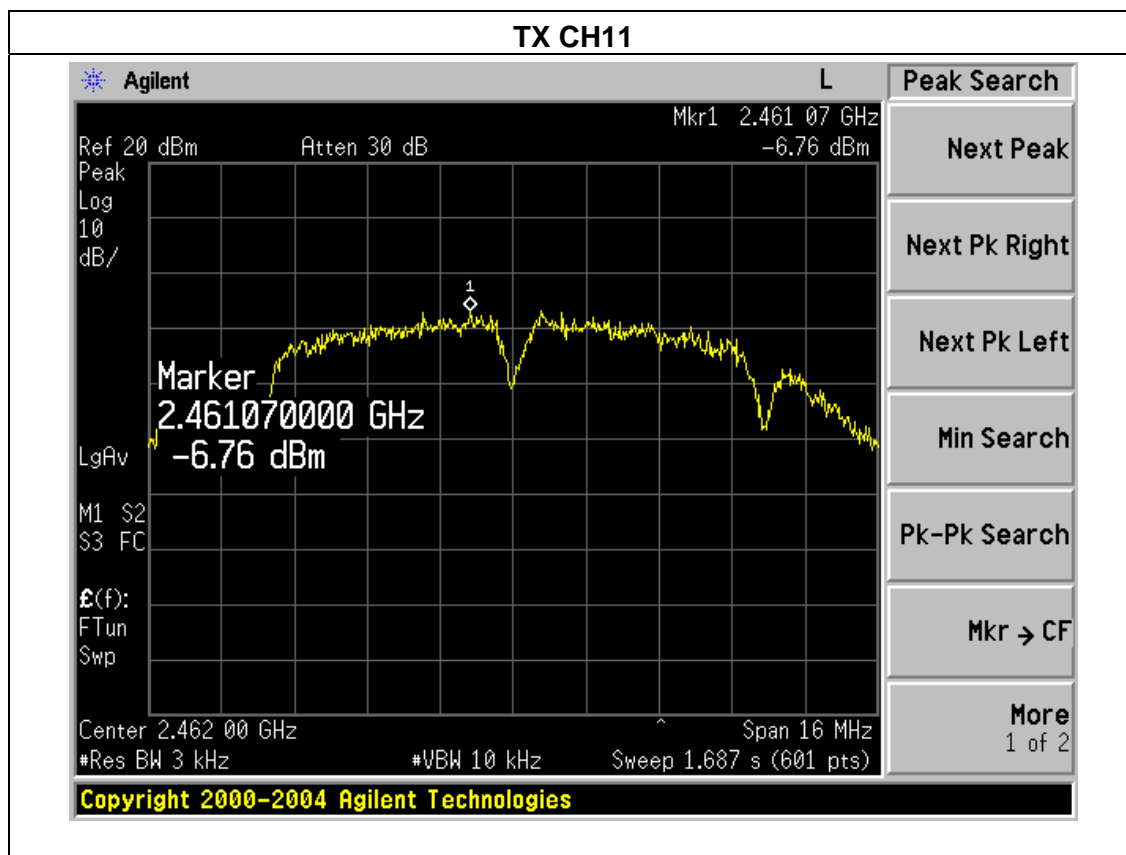 TX CH11
Agilent L Peak Search
Mkr1 2.461 07 GHz
Ref 20 dBm Atten 30 dB -6.76 dBm
Peak
Log
10
dB/
1
Marker
2.461070000 GHz
-6.76 dBm
LgAv
M1 S2
S3 FC
£(f):
FTun
Swp
Center 2.462 00 GHz ^ Span 16 MHz
#Res BW 3 kHz #VBW 10 kHz Sweep 1.687 s (601 pts)
Copyright 2000-2004 Agilent Technologies
Next Peak
Next Pk Right
Next Pk Left
Min Search
Pk-Pk Search
Mkr → CF
More
1 of 2